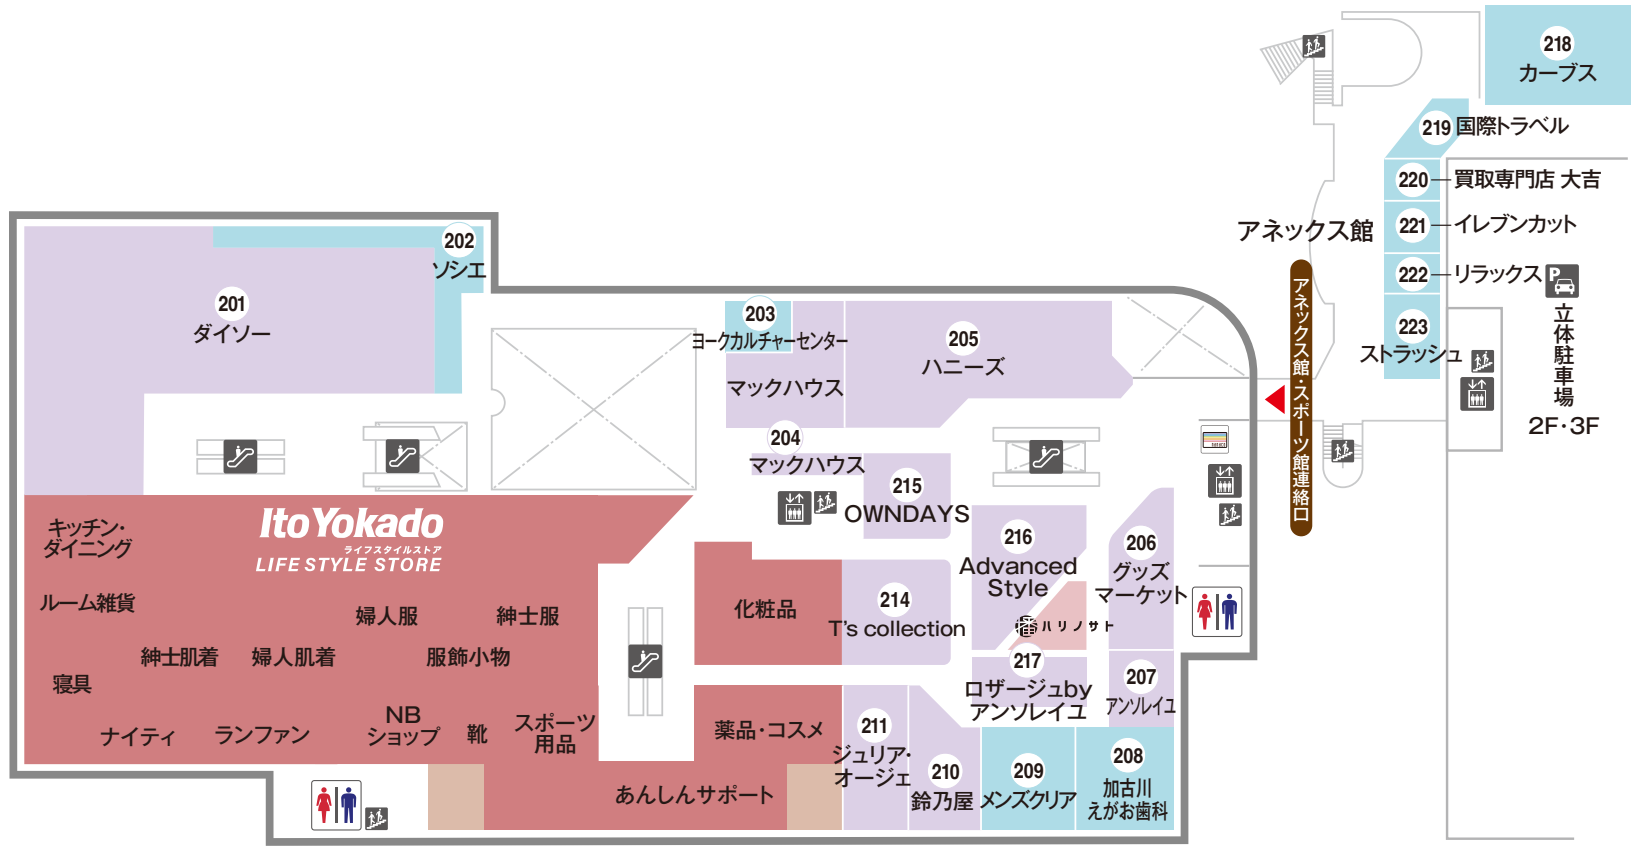 218
カーブス
219 国際トラベル
220 買取専門店 大吉
アネックス館
221 イレブンカット
222 リラックス
P
223
ストラッシュ
立体駐車場
2F・3F
アネックス館・スポーツ館連絡口
202
ソシエ
201
ダイソー
203
ヨークカルチャーセンター
マックハウス
205
ハニーズ
204
マックハウス
215
OWNDAYS
216
Advanced
Style
206
グッズ
マーケット
214
T's collection
ハリノサト
217
ロザージュby
アンソレイユ
207
アンソレイユ
211
ジュリア・
オージェ
210
鈴乃屋
209
メンズクリア
208
加古川
えがお歯科
Ito Yokado
ライフスタイルストア
LIFE STYLE STORE
キッチン・
ダイニング
ルーム雑貨
婦人服
紳士服
紳士肌着
婦人肌着
服飾小物
寝具
ナイティ
ランファン
NB
ショップ
靴
スポーツ
用品
化粧品
薬品・コスメ
あんしんサポート